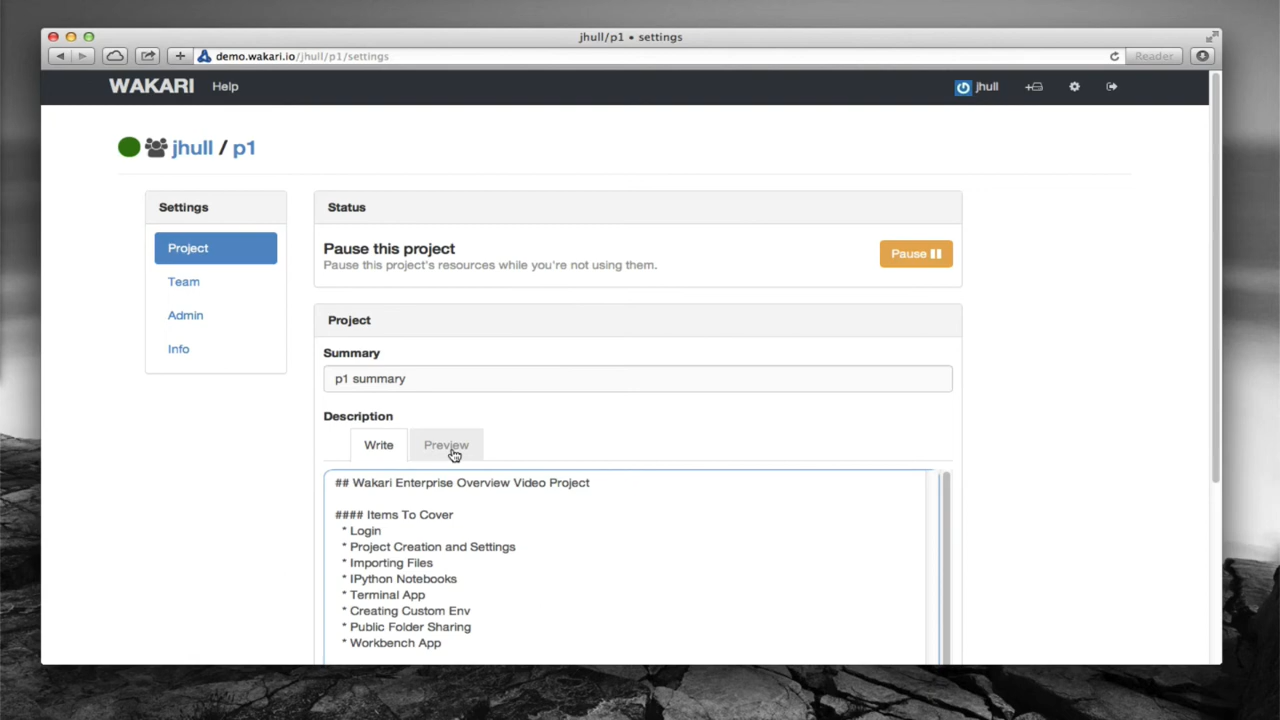 jhull/p1 • settings
demo.wakari.io/jhull/p1/settings
Reader
WAKARI Help jhull
jhull / p1
Settings
Project
Team
Admin
Info
Status
Pause this project
Pause this project's resources while you're not using them.
Pause
Project
Summary
p1 summary
Description
Write Preview
## Wakari Enterprise Overview Video Project
#### Items To Cover
* Login
* Project Creation and Settings
* Importing Files
* IPython Notebooks
* Terminal App
* Creating Custom Env
* Public Folder Sharing
* Workbench App